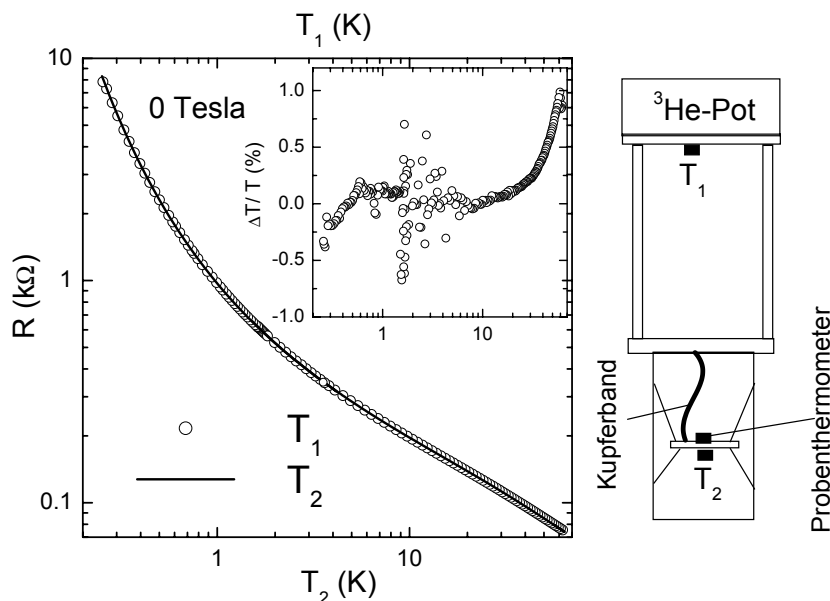 T₁ (K)
10
1
0.1
R (kΩ)
0 Tesla
1.0
0.5
0.0
-0.5
-1.0
ΔT/ T (%)
1
10
T₁
T₂
1
10
T₂ (K)
³He-Pot
T₁
Kupferband
T₂
Probenthermometer